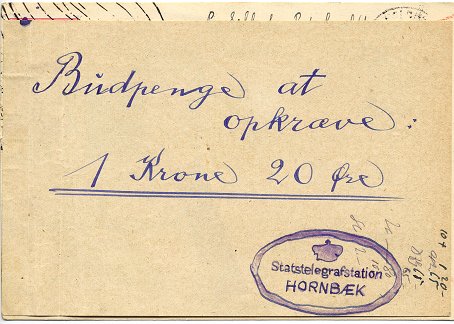 Budpenge at
opkræve:
1 Krone 20 Øre
Statstelegrafstation
HORNBÆK